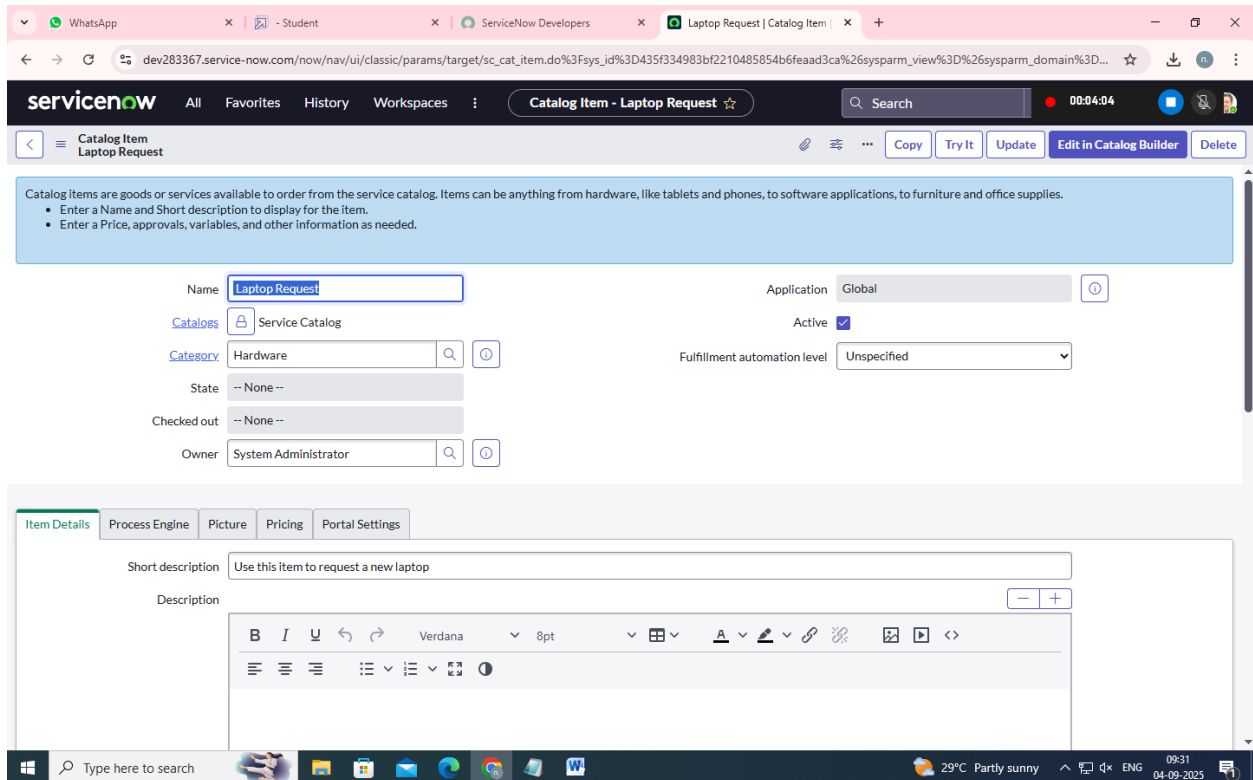 WhatsApp
- Student
ServiceNow Developers
Laptop Request | Catalog Item |
dev283367.service-now.com/now/nav/ui/classic/params/target/sc_cat_item.do%3Fsys_id%3D435f334983bf2210485854b6feaad3ca%26sysparm_view%3D%26sysparm_domain%3D...
n.
servicenow All Favorites History Workspaces Catalog Item - Laptop Request Search 00:04:04
Catalog Item
Laptop Request
Copy Try It Update Edit in Catalog Builder Delete
Catalog items are goods or services available to order from the service catalog. Items can be anything from hardware, like tablets and phones, to software applications, to furniture and office supplies.
• Enter a Name and Short description to display for the item.
• Enter a Price, approvals, variables, and other information as needed.
Name Laptop Request Application Global
Catalogs Service Catalog Active
Category Hardware Fulfillment automation level Unspecified
State -- None --
Checked out -- None --
Owner System Administrator
Item Details Process Engine Picture Pricing Portal Settings
Short description Use this item to request a new laptop
Description
B I U Verdana 8pt A
Type here to search 29°C Partly sunny ENG 09:31
04-09-2025